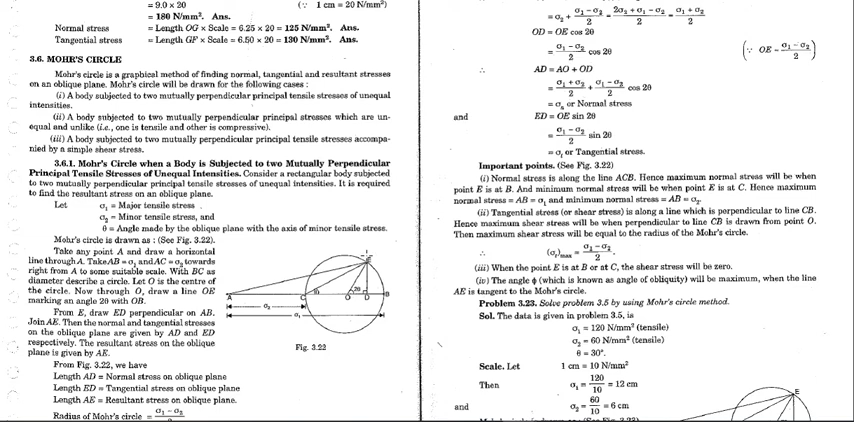 = 9.0 × 20 (∵ 1 cm = 20 N/mm²)
= 180 N/mm². Ans.
Normal stress = Length OG × Scale = 6.25 × 20 = 125 N/mm². Ans.
Tangential stress = Length GF × Scale = 6.50 × 20 = 130 N/mm². Ans.
3.6. MOHR'S CIRCLE
Mohr's circle is a graphical method of finding normal, tangential and resultant stresses
on an oblique plane. Mohr's circle will be drawn for the following cases :
(i) A body subjected to two mutually perpendicular principal tensile stresses of unequal
intensities.
(ii) A body subjected to two mutually perpendicular principal stresses which are un-
equal and unlike (i.e., one is tensile and other is compressive).
(iii) A body subjected to two mutually perpendicular principal tensile stresses accompa-
nied by a simple shear stress.
3.6.1. Mohr's Circle when a Body is Subjected to two Mutually Perpendicular
Principal Tensile Stresses of Unequal Intensities. Consider a rectangular body subjected
to two mutually perpendicular principal tensile stresses of unequal intensities. It is required
to find the resultant stress on an oblique plane.
Let σ₁ = Major tensile stress
σ₂ = Minor tensile stress, and
θ = Angle made by the oblique plane with the axis of minor tensile stress.
Mohr's circle is drawn as : (See Fig. 3.22).
Take any point A and draw a horizontal
line through A. Take AB = σ₁ and AC = σ₂ towards
right from A to some suitable scale. With BC as
diameter describe a circle. Let O is the centre of
the circle. Now through O, draw a line OE
marking an angle 2θ with OB.
From E, draw ED perpendicular on AB.
Join AE. Then the normal and tangential stresses
on the oblique plane are given by AD and ED
respectively. The resultant stress on the oblique
plane is given by AE.
From Fig. 3.22, we have
Length AD = Normal stress on oblique plane
Length ED = Tangential stress on oblique plane
Length AE = Resultant stress on oblique plane.
Radius of Mohr's circle = (σ₁ − σ₂)/2
E
A C O D B
2θ
σ₂
σ₁
Fig. 3.22
= σ₂ + (σ₁ − σ₂)/2 = (2σ₂ + σ₁ − σ₂)/2 = (σ₁ + σ₂)/2
OD = OE cos 2θ
= (σ₁ − σ₂)/2 cos 2θ (∵ OE = (σ₁ − σ₂)/2)
∴ AD = AO + OD
= (σ₁ + σ₂)/2 + (σ₁ − σ₂)/2 cos 2θ
= σₙ or Normal stress
and ED = OE sin 2θ
= (σ₁ − σ₂)/2 sin 2θ
= σₜ or Tangential stress.
Important points. (See Fig. 3.22)
(i) Normal stress is along the line ACB. Hence maximum normal stress will be when
point E is at B. And minimum normal stress will be when point E is at C. Hence maximum
normal stress = AB = σ₁ and minimum normal stress = AB = σ₂.
(ii) Tangential stress (or shear stress) is along a line which is perpendicular to line CB.
Hence maximum shear stress will be when perpendicular to line CB is drawn from point O.
Then maximum shear stress will be equal to the radius of the Mohr's circle.
∴ (σₜ)max = (σ₁ − σ₂)/2
(iii) When the point E is at B or at C, the shear stress will be zero.
(iv) The angle ϕ (which is known as angle of obliquity) will be maximum, when the line
AE is tangent to the Mohr's circle.
Problem 3.23. Solve problem 3.5 by using Mohr's circle method.
Sol. The data is given in problem 3.5, is
σ₁ = 120 N/mm² (tensile)
σ₂ = 60 N/mm² (tensile)
θ = 30°.
Scale. Let 1 cm = 10 N/mm²
Then σ₁ = 120/10 = 12 cm
and σ₂ = 60/10 = 6 cm
E